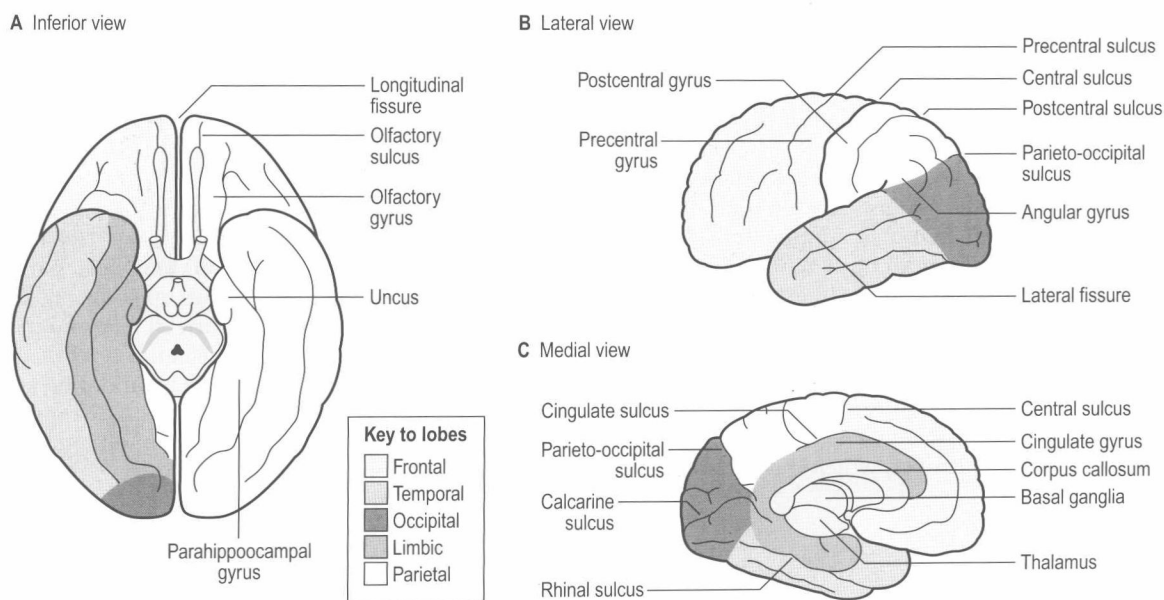 A Inferior view
Longitudinal
fissure
Olfactory
sulcus
Olfactory
gyrus
Uncus
Parahippoocampal
gyrus
Key to lobes
Frontal
Temporal
Occipital
Limbic
Parietal
B Lateral view
Postcentral gyrus
Precentral
gyrus
Precentral sulcus
Central sulcus
Postcentral sulcus
Parieto-occipital
sulcus
Angular gyrus
Lateral fissure
C Medial view
Cingulate sulcus
Parieto-occipital
sulcus
Calcarine
sulcus
Rhinal sulcus
Central sulcus
Cingulate gyrus
Corpus callosum
Basal ganglia
Thalamus